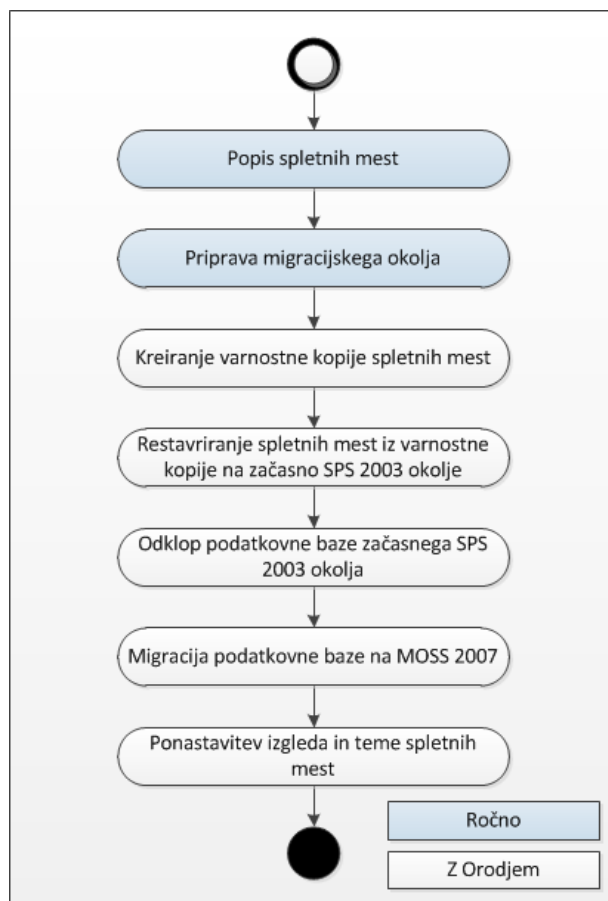 Popis spletnih mest
Priprava migracijskega okolja
Kreiranje varnostne kopije spletnih mest
Restavriranje spletnih mest iz varnostne
kopije na začasno SPS 2003 okolje
Odklop podatkovne baze začasnega SPS
2003 okolja
Migracija podatkovne baze na MOSS 2007
Ponastavitev izgleda in teme spletnih
mest
Ročno
Z Orodjem